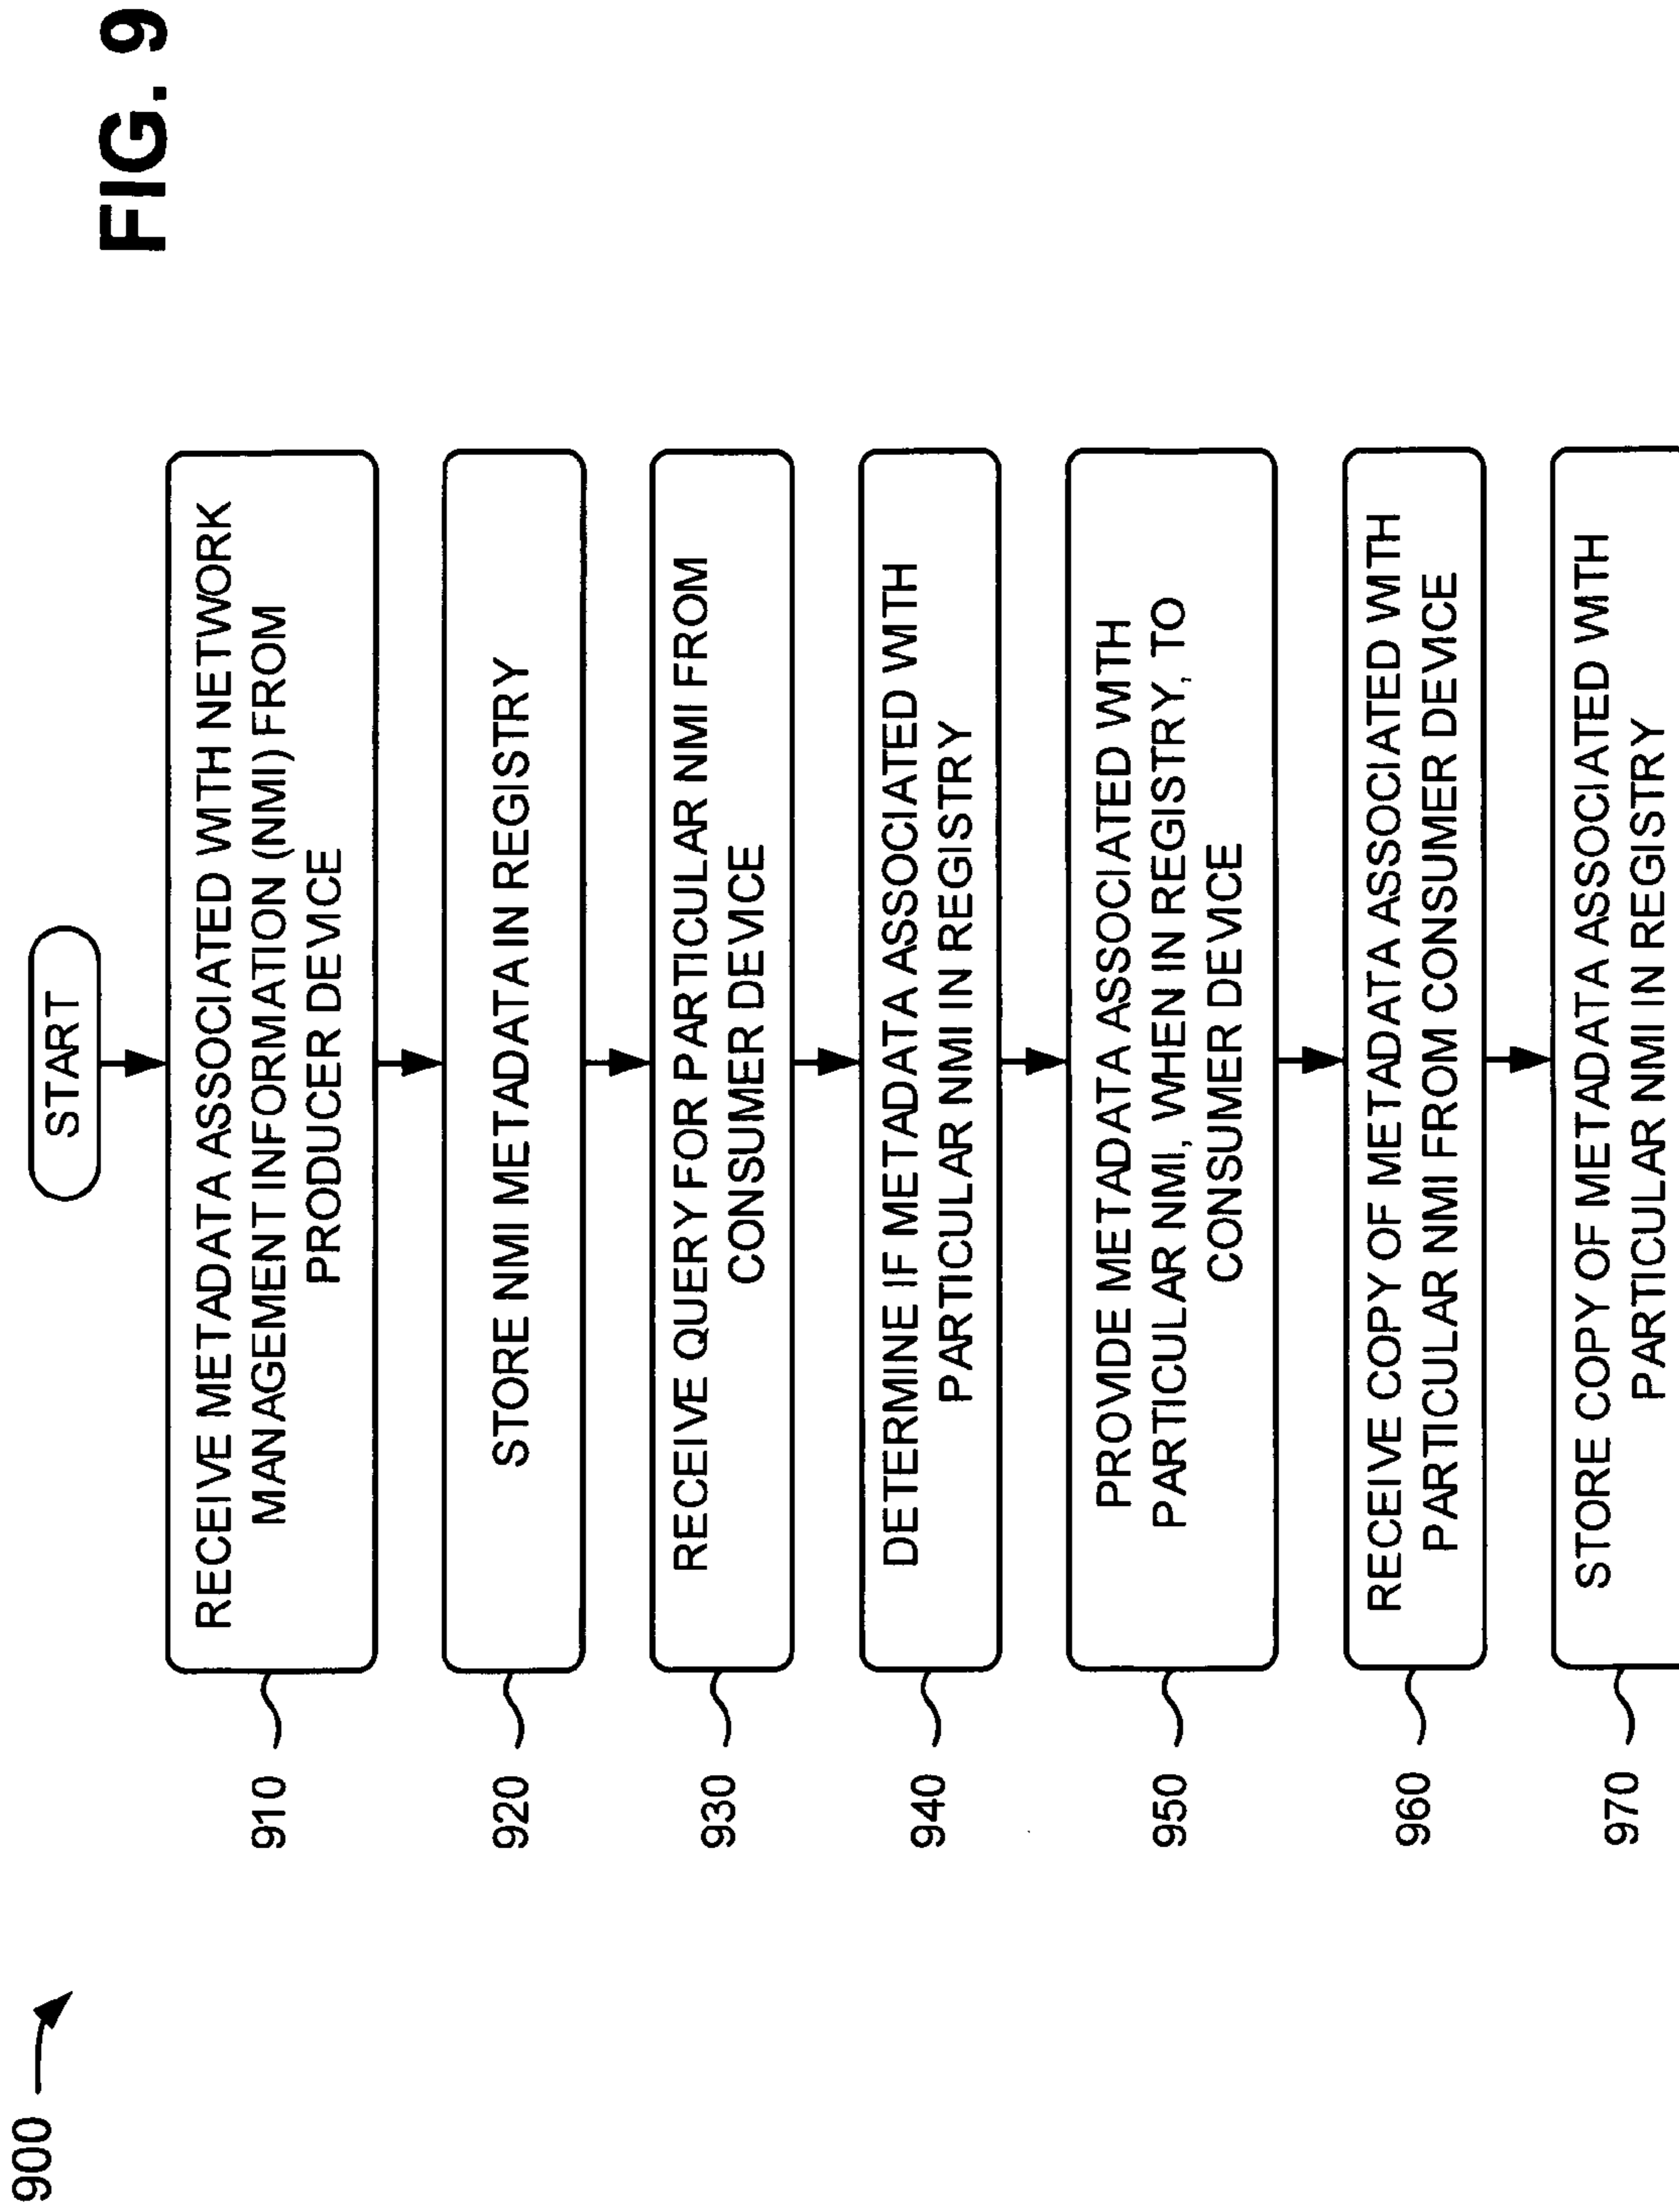 FIG. 9
900
START
910
RECEIVE METADATA ASSOCIATED WITH NETWORK
MANAGEMENT INFORMATION (NMI) FROM
PRODUCER DEVICE
920
STORE NMI METADATA IN REGISTRY
930
RECEIVE QUERY FOR PARTICULAR NMI FROM
CONSUMER DEVICE
940
DETERMINE IF METADATA ASSOCIATED WITH
PARTICULAR NMI IN REGISTRY
950
PROVIDE METADATA ASSOCIATED WITH
PARTICULAR NMI, WHEN IN REGISTRY, TO
CONSUMER DEVICE
960
RECEIVE COPY OF METADATA ASSOCIATED WITH
PARTICULAR NMI FROM CONSUMER DEVICE
970
STORE COPY OF METADATA ASSOCIATED WITH
PARTICULAR NMI IN REGISTRY